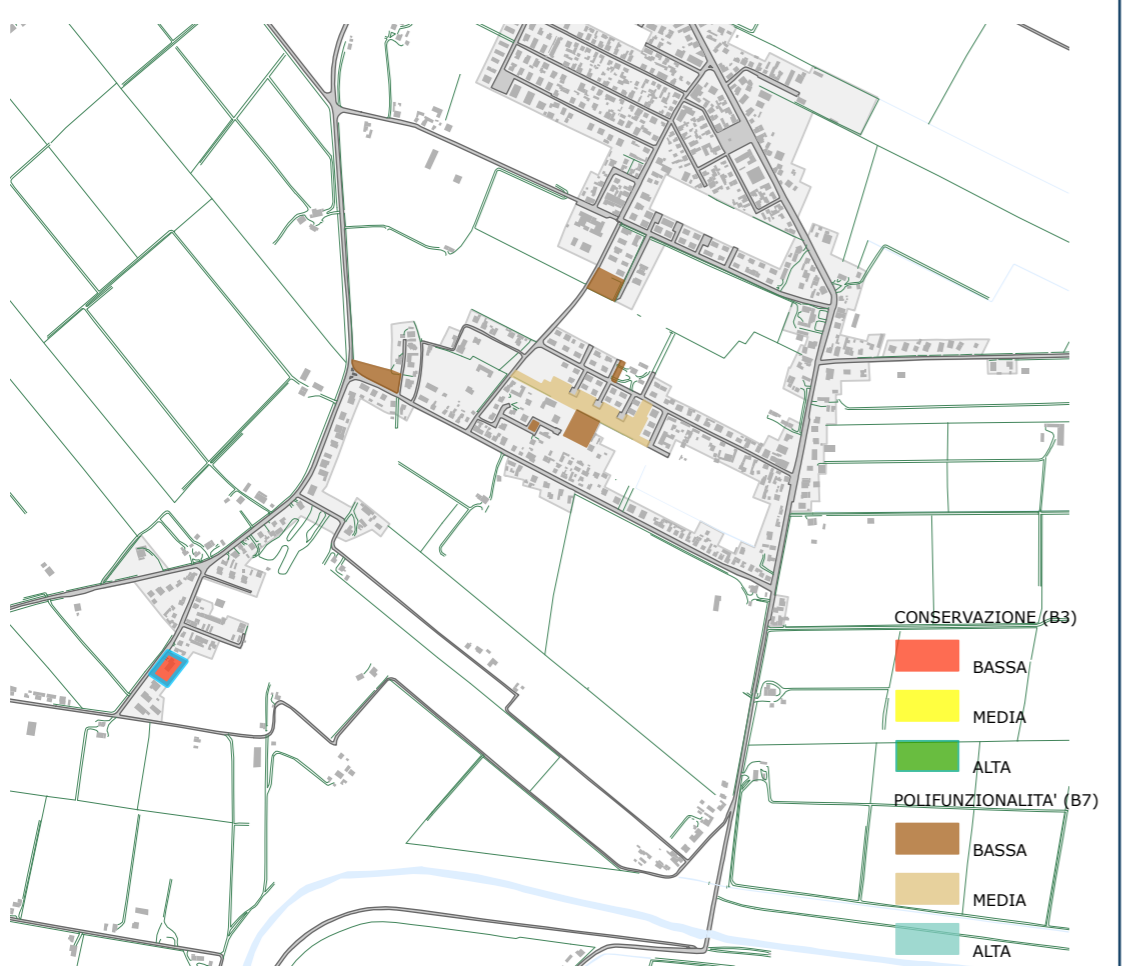 CONSERVAZIONE (B3)
BASSA
MEDIA
ALTA
POLIFUNZIONALITA' (B7)
BASSA
MEDIA
ALTA